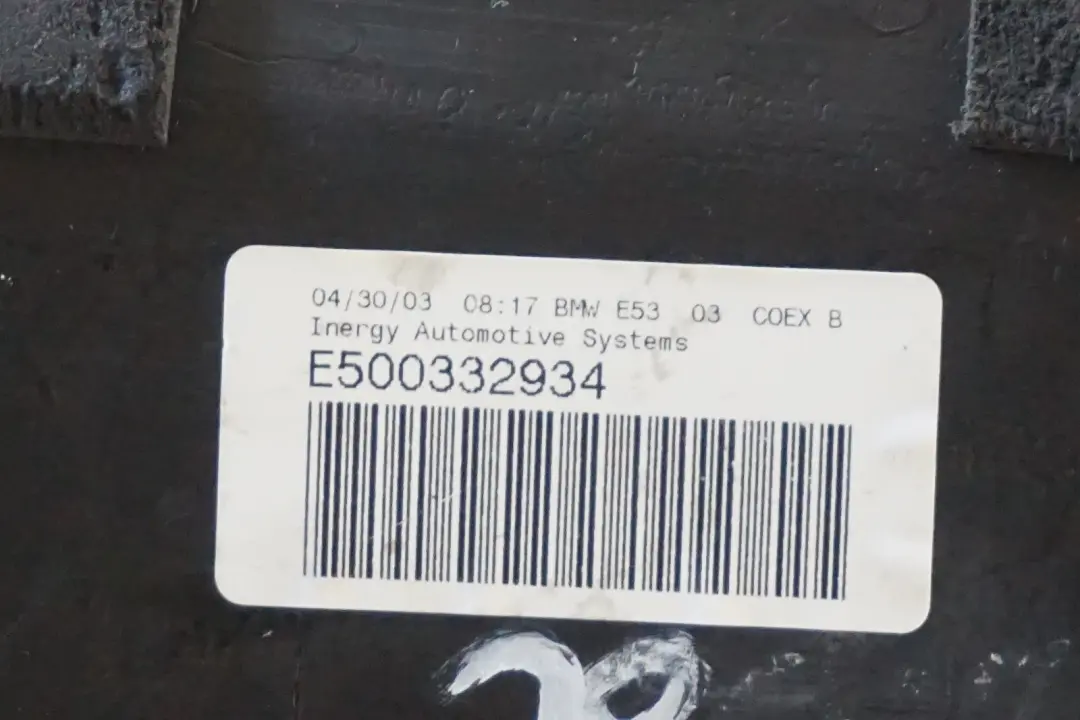 04/30/03 08:17 BMW E53 03 COEX B
Inergy Automotive Systems
E500332934